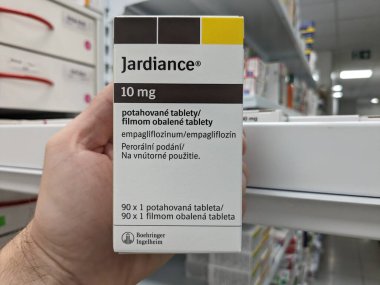 Jardiance®
10 mg
potahované tablety/
filmom obalené tablety
empagliflozinum/empagliflozín
Perorální podání/
Na vnútorné použitie.
90 x 1 potahovaná tableta/
90 x 1 filmom obalená tableta
Boehringer
Ingelheim